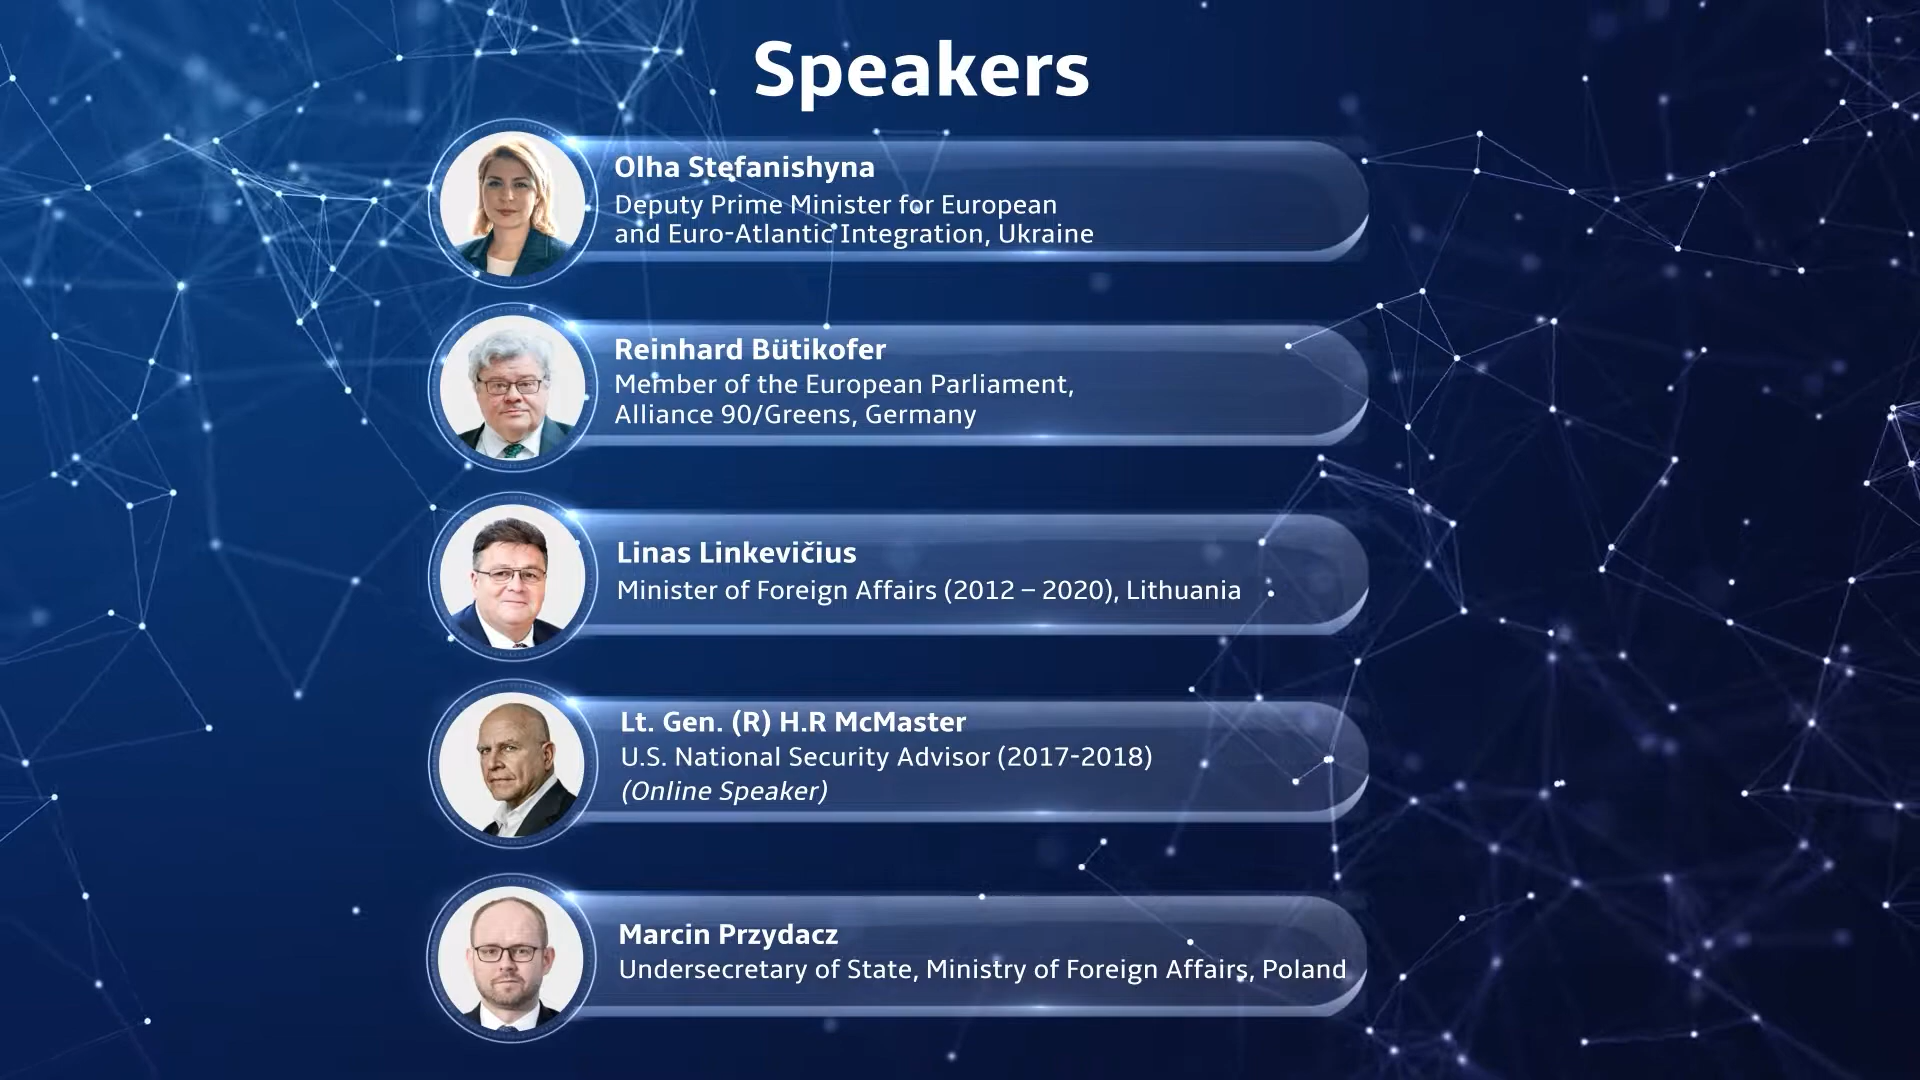 Speakers
Olha Stefanishyna
Deputy Prime Minister for European
and Euro-Atlantic Integration, Ukraine
Reinhard Bütikofer
Member of the European Parliament,
Alliance 90/Greens, Germany
Linas Linkevičius
Minister of Foreign Affairs (2012 – 2020), Lithuania
Lt. Gen. (R) H.R McMaster
U.S. National Security Advisor (2017-2018)
(Online Speaker)
Marcin Przydacz
Undersecretary of State, Ministry of Foreign Affairs, Poland